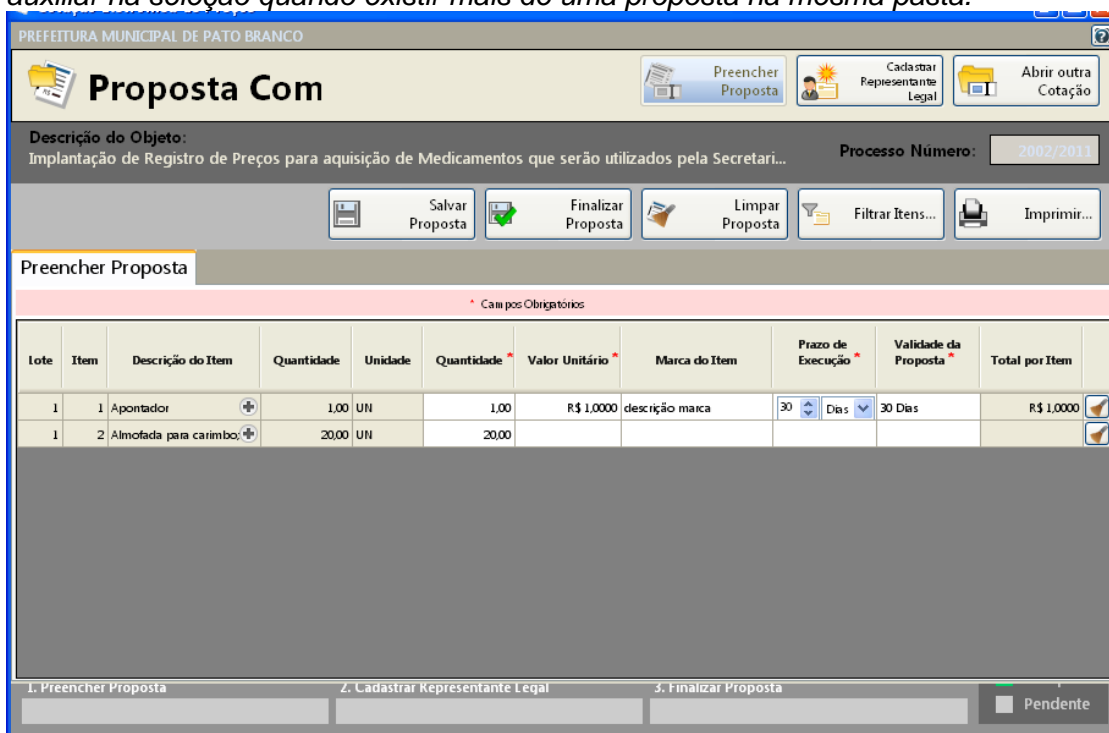 auxiliar na seleção quando existir mais de uma proposta na mesma pasta.
PREFEITURA MUNICIPAL DE PATO BRANCO
Proposta Com
Preencher
Proposta
Cadastrar
Representante
Legal
Abrir outra
Cotação
Descrição do Objeto:
Implantação de Registro de Preços para aquisição de Medicamentos que serão utilizados pela Secretari...
Processo Número:
2002/2011
Salvar
Proposta
Finalizar
Proposta
Limpar
Proposta
Filtrar Itens...
Imprimir...
Preencher Proposta
* Campos Obrigatórios
Lote Item Descrição do Item Quantidade Unidade Quantidade * Valor Unitário * Marca do Item Prazo de Execução * Validade da Proposta * Total por Item
1 1 Apontador 1,00 UN 1,00 R$ 1,0000 descrição marca 30 Dias 30 Dias R$ 1,0000
1 2 Almofada para carimbo; 20,00 UN 20,00
1. Preencher Proposta 2. Cadastrar Representante Legal 3. Finalizar Proposta
Pendente